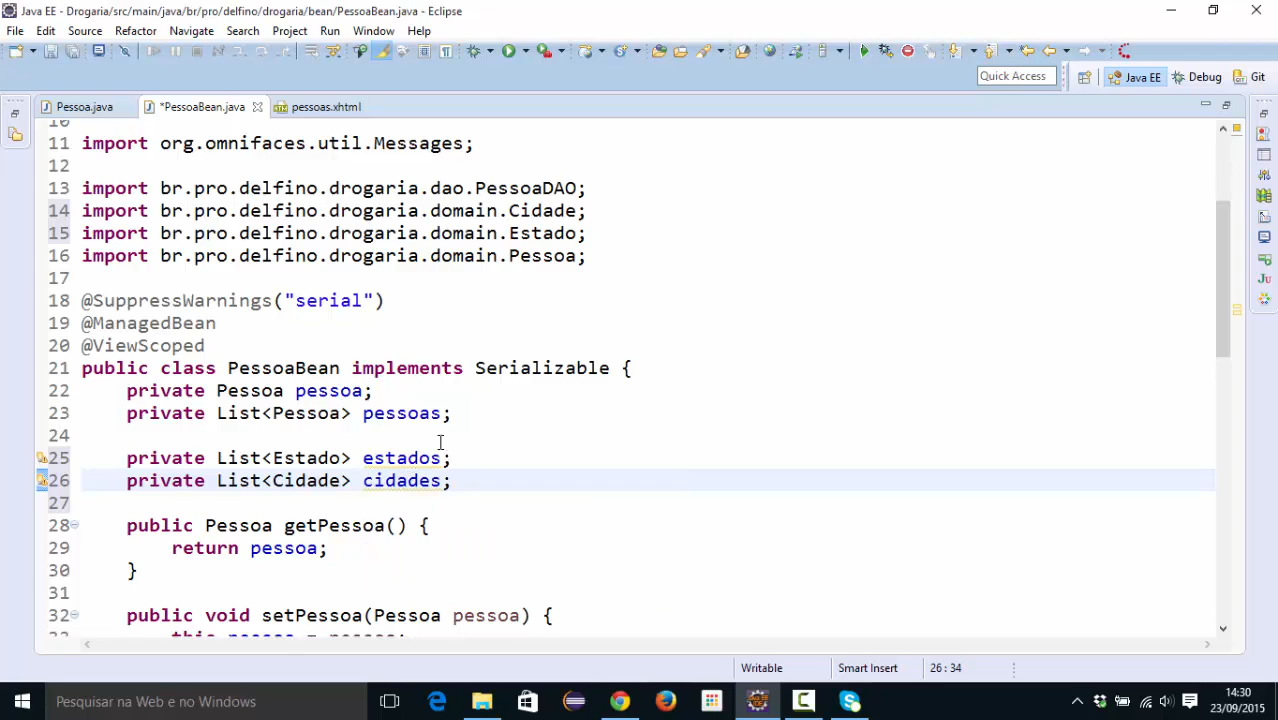 Java EE - Drogaria/src/main/java/br/pro/delfino/drogaria/bean/PessoaBean.java - Eclipse
File Edit Source Refactor Navigate Search Project Run Window Help
Quick Access Java EE Debug Git
Pessoa.java *PessoaBean.java pessoas.xhtml
10
11 import org.omnifaces.util.Messages;
12
13 import br.pro.delfino.drogaria.dao.PessoaDAO;
14 import br.pro.delfino.drogaria.domain.Cidade;
15 import br.pro.delfino.drogaria.domain.Estado;
16 import br.pro.delfino.drogaria.domain.Pessoa;
17
18 @SuppressWarnings("serial")
19 @ManagedBean
20 @ViewScoped
21 public class PessoaBean implements Serializable {
22 private Pessoa pessoa;
23 private List<Pessoa> pessoas;
24
25 private List<Estado> estados;
26 private List<Cidade> cidades;
27
28 public Pessoa getPessoa() {
29 return pessoa;
30 }
31
32 public void setPessoa(Pessoa pessoa) {
33 this.pessoa = pessoa;
Writable Smart Insert 26 : 34
Pesquisar na Web e no Windows
14:30
23/09/2015